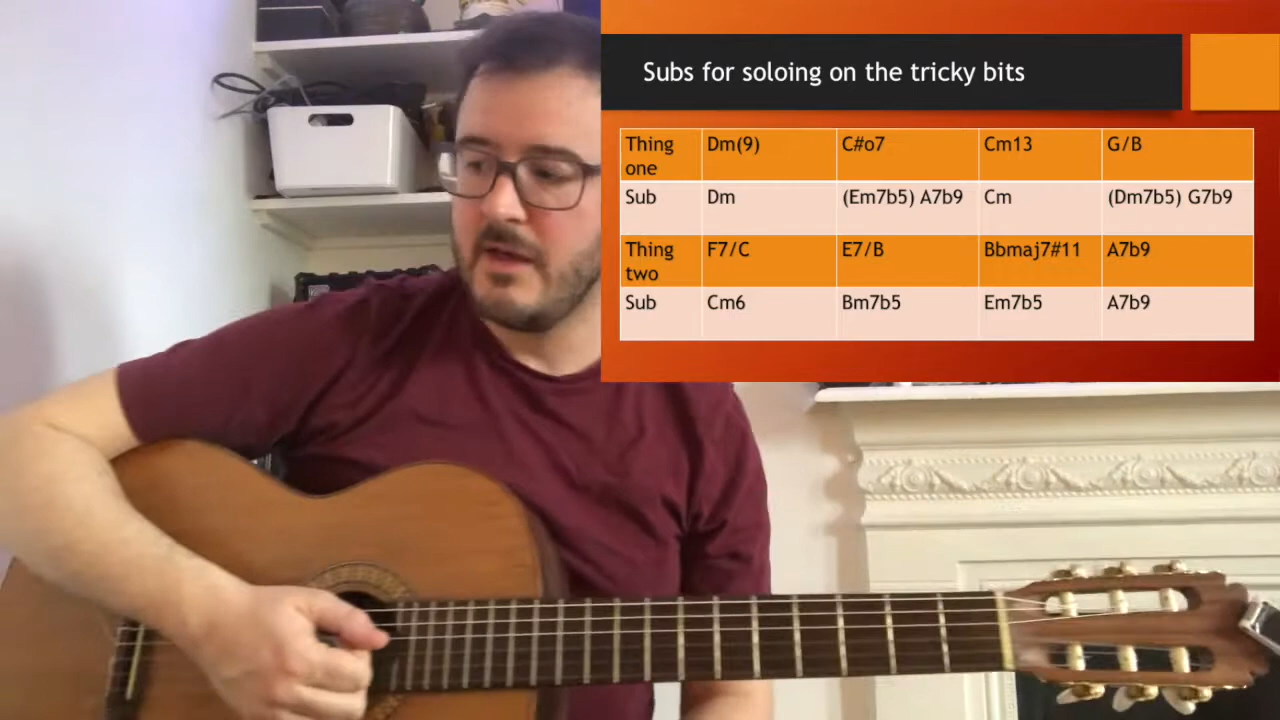 Subs for soloing on the tricky bits
Thing one Dm(9) C#o7 Cm13 G/B
Sub Dm (Em7b5) A7b9 Cm (Dm7b5) G7b9
Thing two F7/C E7/B Bbmaj7#11 A7b9
Sub Cm6 Bm7b5 Em7b5 A7b9